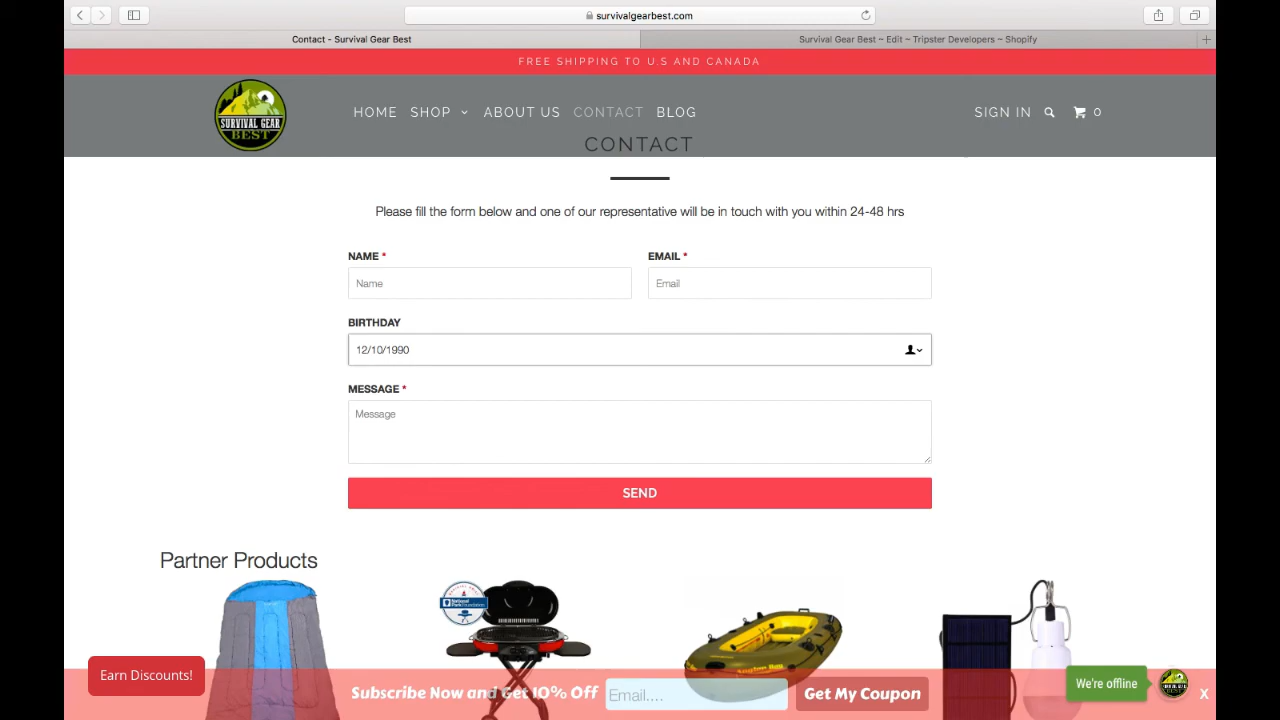 survivalgearbest.com
Contact - Survival Gear Best
Survival Gear Best ~ Edit ~ Tripster Developers ~ Shopify
FREE SHIPPING TO U.S AND CANADA
SURVIVAL GEAR
BEST
HOME SHOP ABOUT US CONTACT BLOG
SIGN IN 0
CONTACT
Please fill the form below and one of our representative will be in touch with you within 24-48 hrs
NAME * EMAIL *
Name Email
BIRTHDAY
12/10/1990
MESSAGE *
Message
SEND
Partner Products
National
Park Foundation
Earn Discounts!
Subscribe Now and Get 10% Off Email.... Get My Coupon
We're offline
X